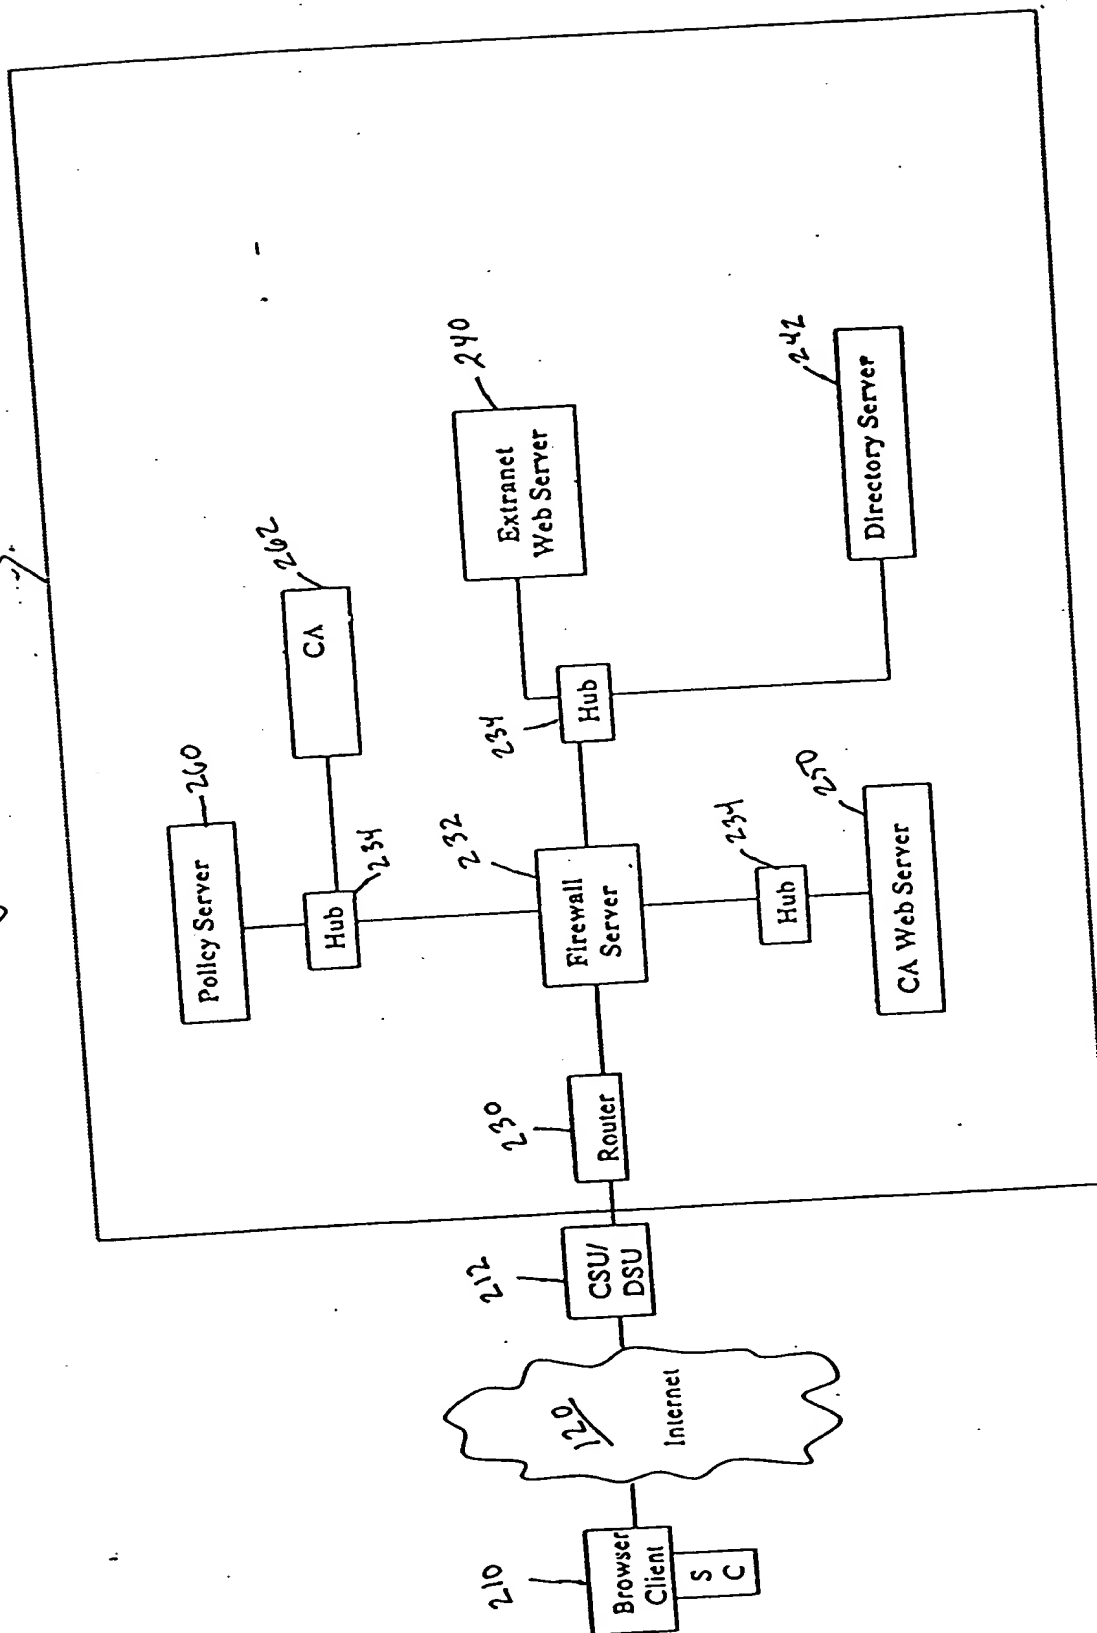 Policy Server
260
CA
262
Hub
234
Extranet
Web Server
240
Firewall
Server
232
Hub
234
Directory Server
242
Hub
234
CA Web Server
250
Router
230
CSU/
DSU
212
120
Internet
Browser
Client
210
S
C